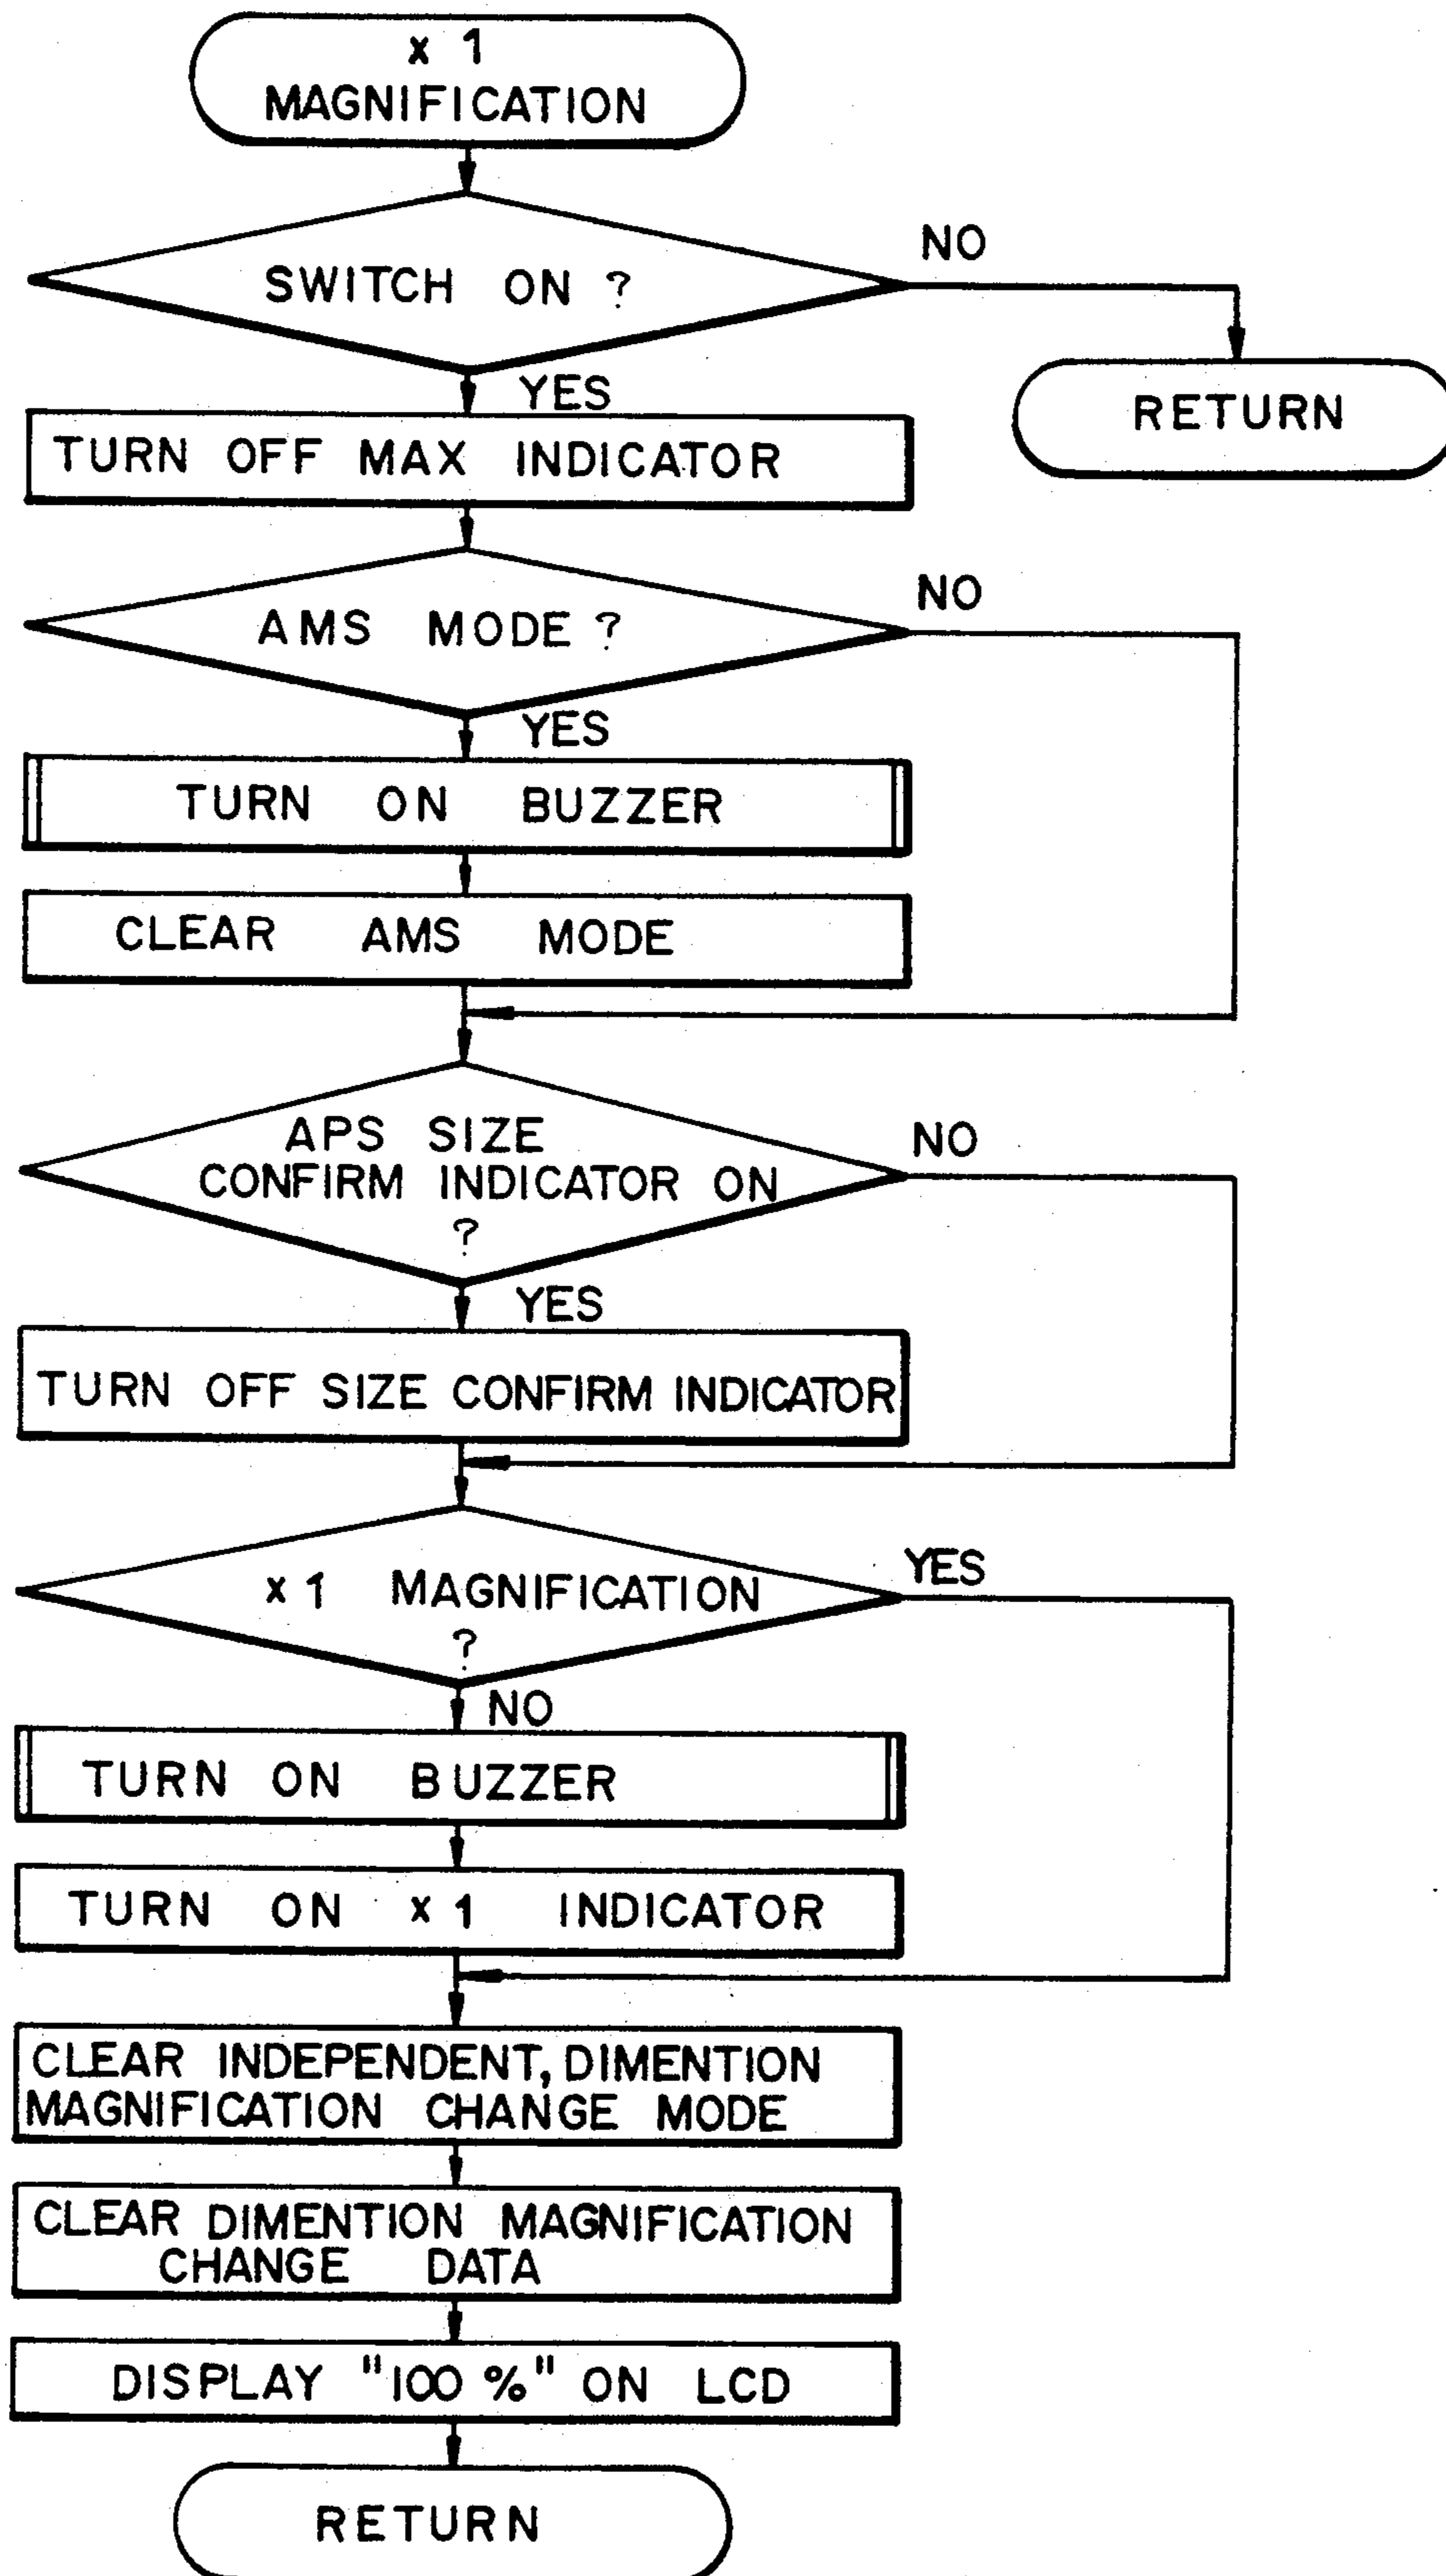 x 1
MAGNIFICATION
SWITCH ON ?
NO
RETURN
YES
TURN OFF MAX INDICATOR
AMS MODE ?
NO
YES
TURN ON BUZZER
CLEAR AMS MODE
APS SIZE
CONFIRM INDICATOR ON
?
NO
YES
TURN OFF SIZE CONFIRM INDICATOR
x 1 MAGNIFICATION
?
YES
NO
TURN ON BUZZER
TURN ON x 1 INDICATOR
CLEAR INDEPENDENT, DIMENTION
MAGNIFICATION CHANGE MODE
CLEAR DIMENTION MAGNIFICATION
CHANGE DATA
DISPLAY "100 %" ON LCD
RETURN